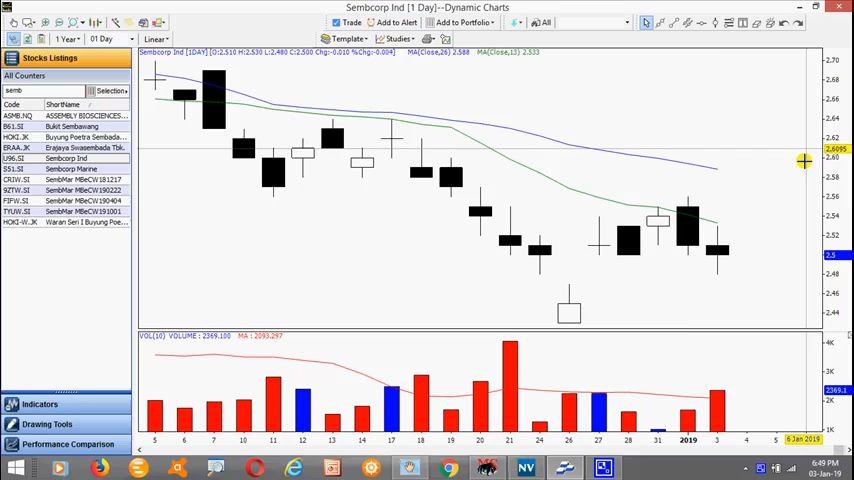 Sembcorp Ind [1 Day]--Dynamic Charts
Trade Add to Alert Add to Portfolio All
1 Year 01 Day Linear Template Studies
Stocks Listings
All Counters
semb Selection
Code ShortName
ASMB.NQ ASSEMBLY BIOSCIENCES
B61.SI Bukit Sembawang
HOKI.JK Buyung Poetra Sembada...
ERAA.JK Erajaya Swasembada Tbk.
U96.SI Sembcorp Ind
S51.SI Sembcorp Marine
CRIW.SI SembMar MBeCW181217
9ZTW.SI SembMar MBeCW190222
FIFW.SI SembMar MBeCW190404
TYUW.SI SembMar MBeCW191001
HOKI-W.JK Waran Seri I Buyung Poe...
Indicators
Drawing Tools
Performance Comparison
Sembcorp Ind [1DAY] :O:2.510 H:2.530 L:2.480 C:2.500 Chg:-0.010 %Chg:-0.004] MA(Close,26) 2.588 MA(Close,13) 2.533
2.70
2.68
2.66
2.64
2.62
2.6095
2.60
2.58
2.56
2.54
2.52
2.5
2.48
2.46
2.44
VOL(10) VOLUME : 2369.100 MA : 2093.297
4K
3K
2369.1
2K
1K
5 6 7 10 11 12 13 14 17 18 19 20 21 24 26 27 28 31 2019 3 4 5 6 Jan 2019
6:49 PM
03-Jan-19